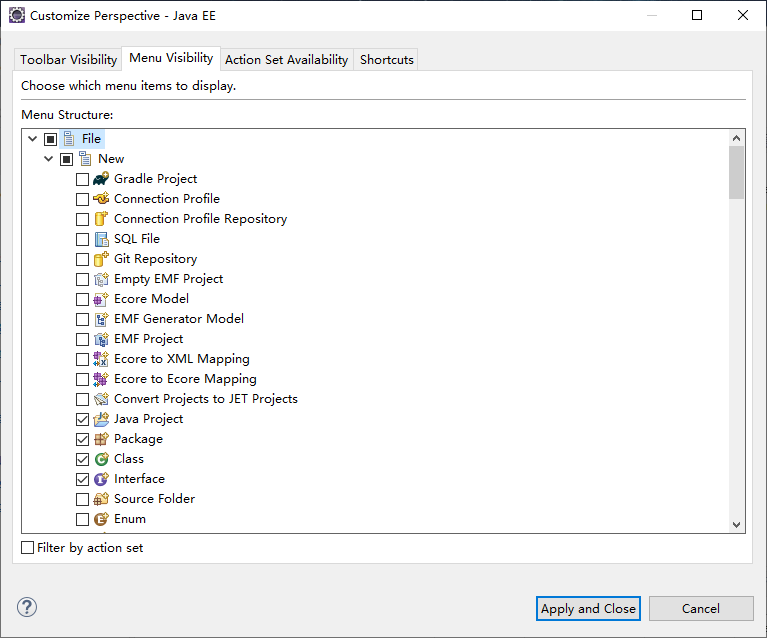 Customize Perspective - Java EE
Toolbar Visibility Menu Visibility Action Set Availability Shortcuts
Choose which menu items to display.
Menu Structure:
File
New
Gradle Project
Connection Profile
Connection Profile Repository
SQL File
Git Repository
Empty EMF Project
Ecore Model
EMF Generator Model
EMF Project
Ecore to XML Mapping
Ecore to Ecore Mapping
Convert Projects to JET Projects
Java Project
Package
Class
Interface
Source Folder
Enum
Filter by action set
Apply and Close Cancel